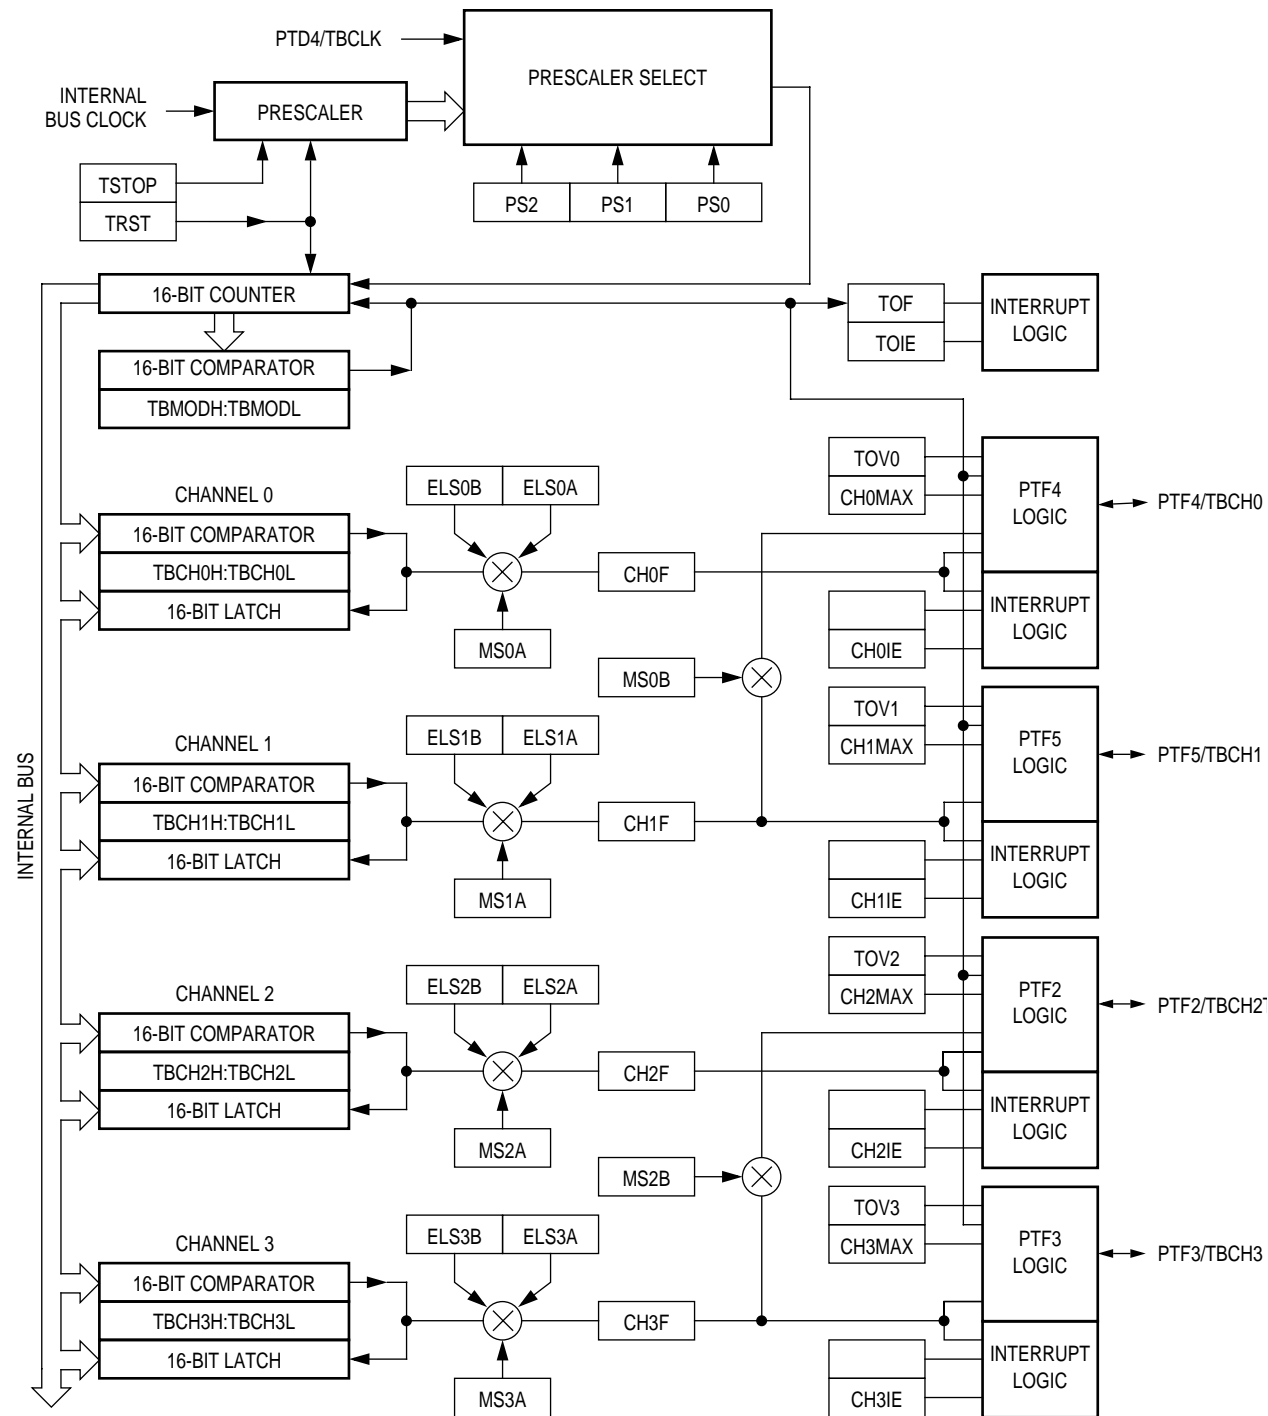 PTD4/TBCLK
PRESCALER SELECT
INTERNAL
BUS CLOCK
PRESCALER
TSTOP
TRST
PS2
PS1
PS0
16-BIT COUNTER
TOF
TOIE
INTERRUPT
LOGIC
16-BIT COMPARATOR
TBMODH:TBMODL
INTERNAL BUS
CHANNEL 0
16-BIT COMPARATOR
TBCH0H:TBCH0L
16-BIT LATCH
ELS0B
ELS0A
MS0A
CH0F
MS0B
TOV0
CH0MAX
PTF4
LOGIC
PTF4/TBCH0
CH0IE
INTERRUPT
LOGIC
CHANNEL 1
16-BIT COMPARATOR
TBCH1H:TBCH1L
16-BIT LATCH
ELS1B
ELS1A
MS1A
CH1F
TOV1
CH1MAX
PTF5
LOGIC
PTF5/TBCH1
CH1IE
INTERRUPT
LOGIC
CHANNEL 2
16-BIT COMPARATOR
TBCH2H:TBCH2L
16-BIT LATCH
ELS2B
ELS2A
MS2A
CH2F
MS2B
TOV2
CH2MAX
PTF2
LOGIC
PTF2/TBCH2T
CH2IE
INTERRUPT
LOGIC
CHANNEL 3
16-BIT COMPARATOR
TBCH3H:TBCH3L
16-BIT LATCH
ELS3B
ELS3A
MS3A
CH3F
TOV3
CH3MAX
PTF3
LOGIC
PTF3/TBCH3
CH3IE
INTERRUPT
LOGIC